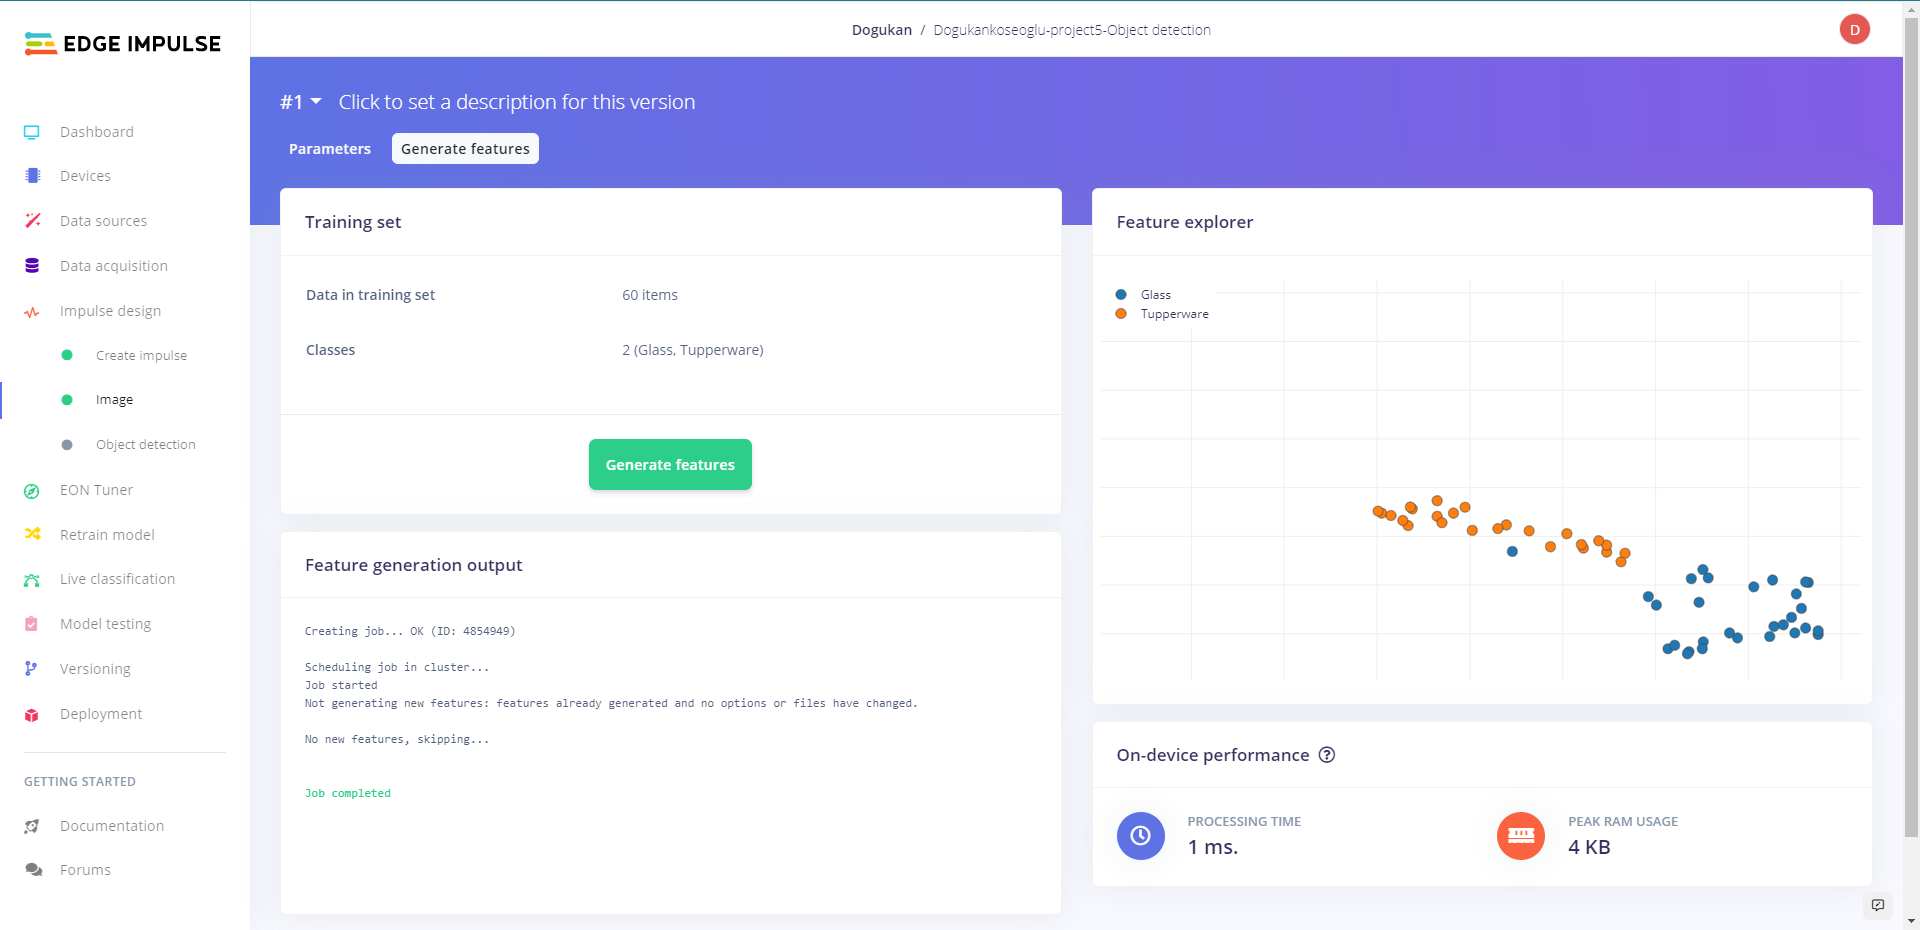 EDGE IMPULSE
Dogukan / Dogukankoseoglu-project5-Object detection
D
Dashboard
Devices
Data sources
Data acquisition
Impulse design
Create impulse
Image
Object detection
EON Tuner
Retrain model
Live classification
Model testing
Versioning
Deployment
GETTING STARTED
Documentation
Forums
#1 Click to set a description for this version
Parameters Generate features
Training set
Data in training set 60 items
Classes 2 (Glass, Tupperware)
Generate features
Feature generation output
Creating job... OK (ID: 4854949)
Scheduling job in cluster...
Job started
Not generating new features: features already generated and no options or files have changed.
No new features, skipping...
Job completed
Feature explorer
Glass
Tupperware
On-device performance ?
PROCESSING TIME
1 ms.
PEAK RAM USAGE
4 KB